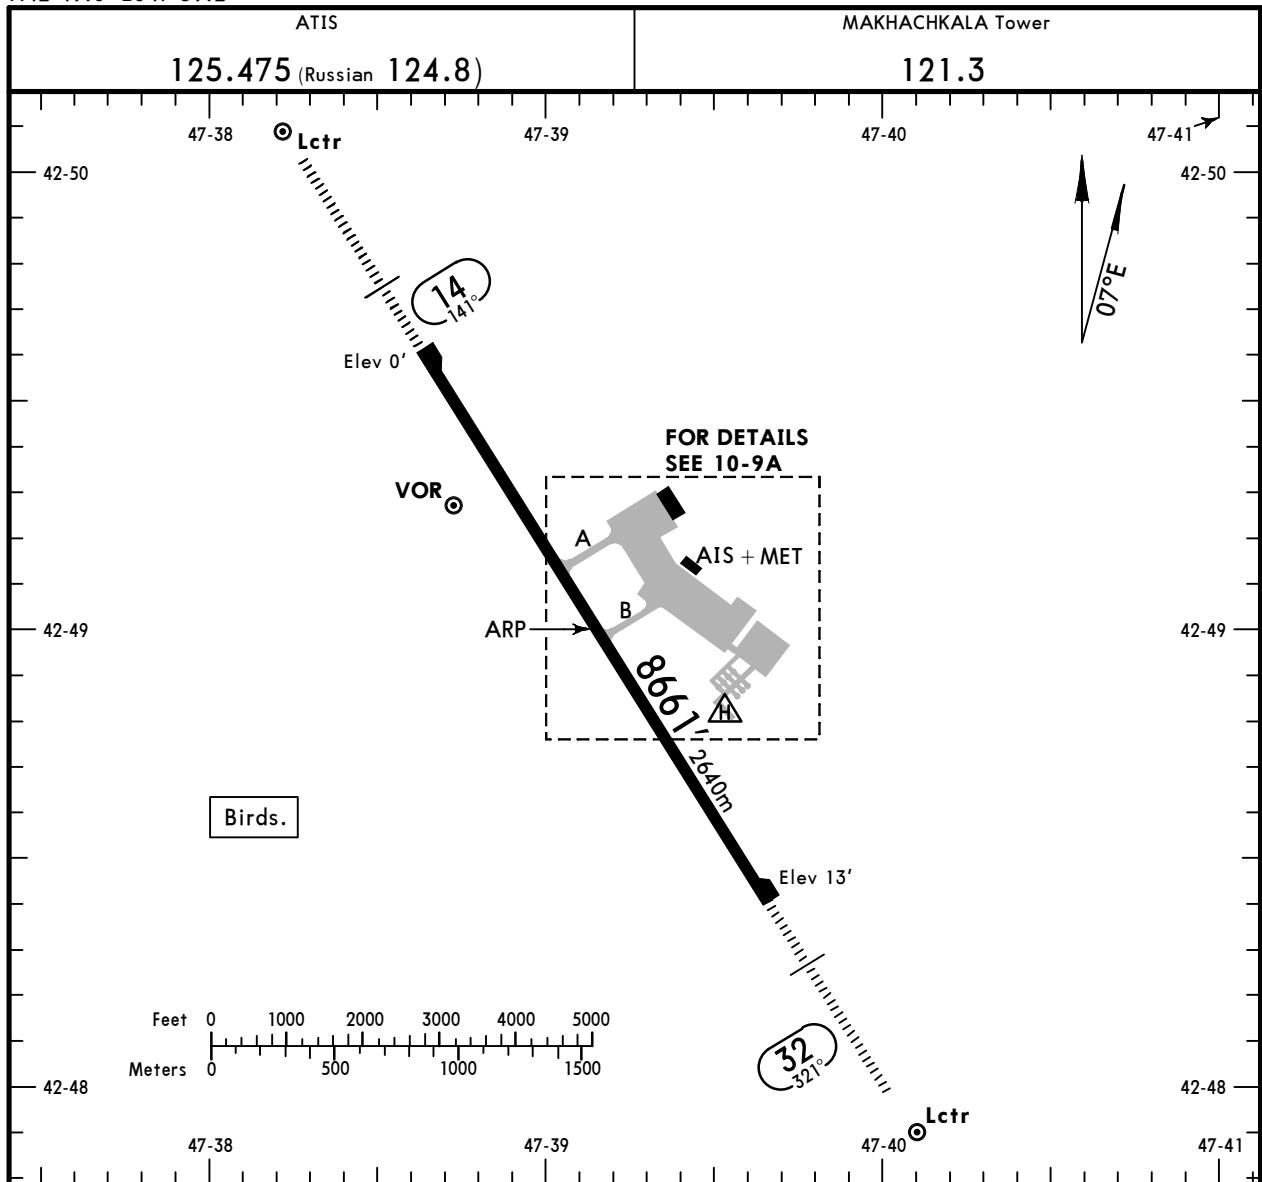 ATIS
MAKHACHKALA Tower
125.475 (Russian 124.8)
121.3
47-38
47-39
47-40
47-41
Lctr
42-50
42-50
14
141°
07°E
Elev 0'
FOR DETAILS
SEE 10-9A
VOR
A
AIS + MET
B
42-49
ARP
42-49
8661'
2640m
H
Birds.
Elev 13'
Feet 0 1000 2000 3000 4000 5000
Meters 0 500 1000 1500
32
321°
42-48
42-48
Lctr
47-38
47-39
47-40
47-41